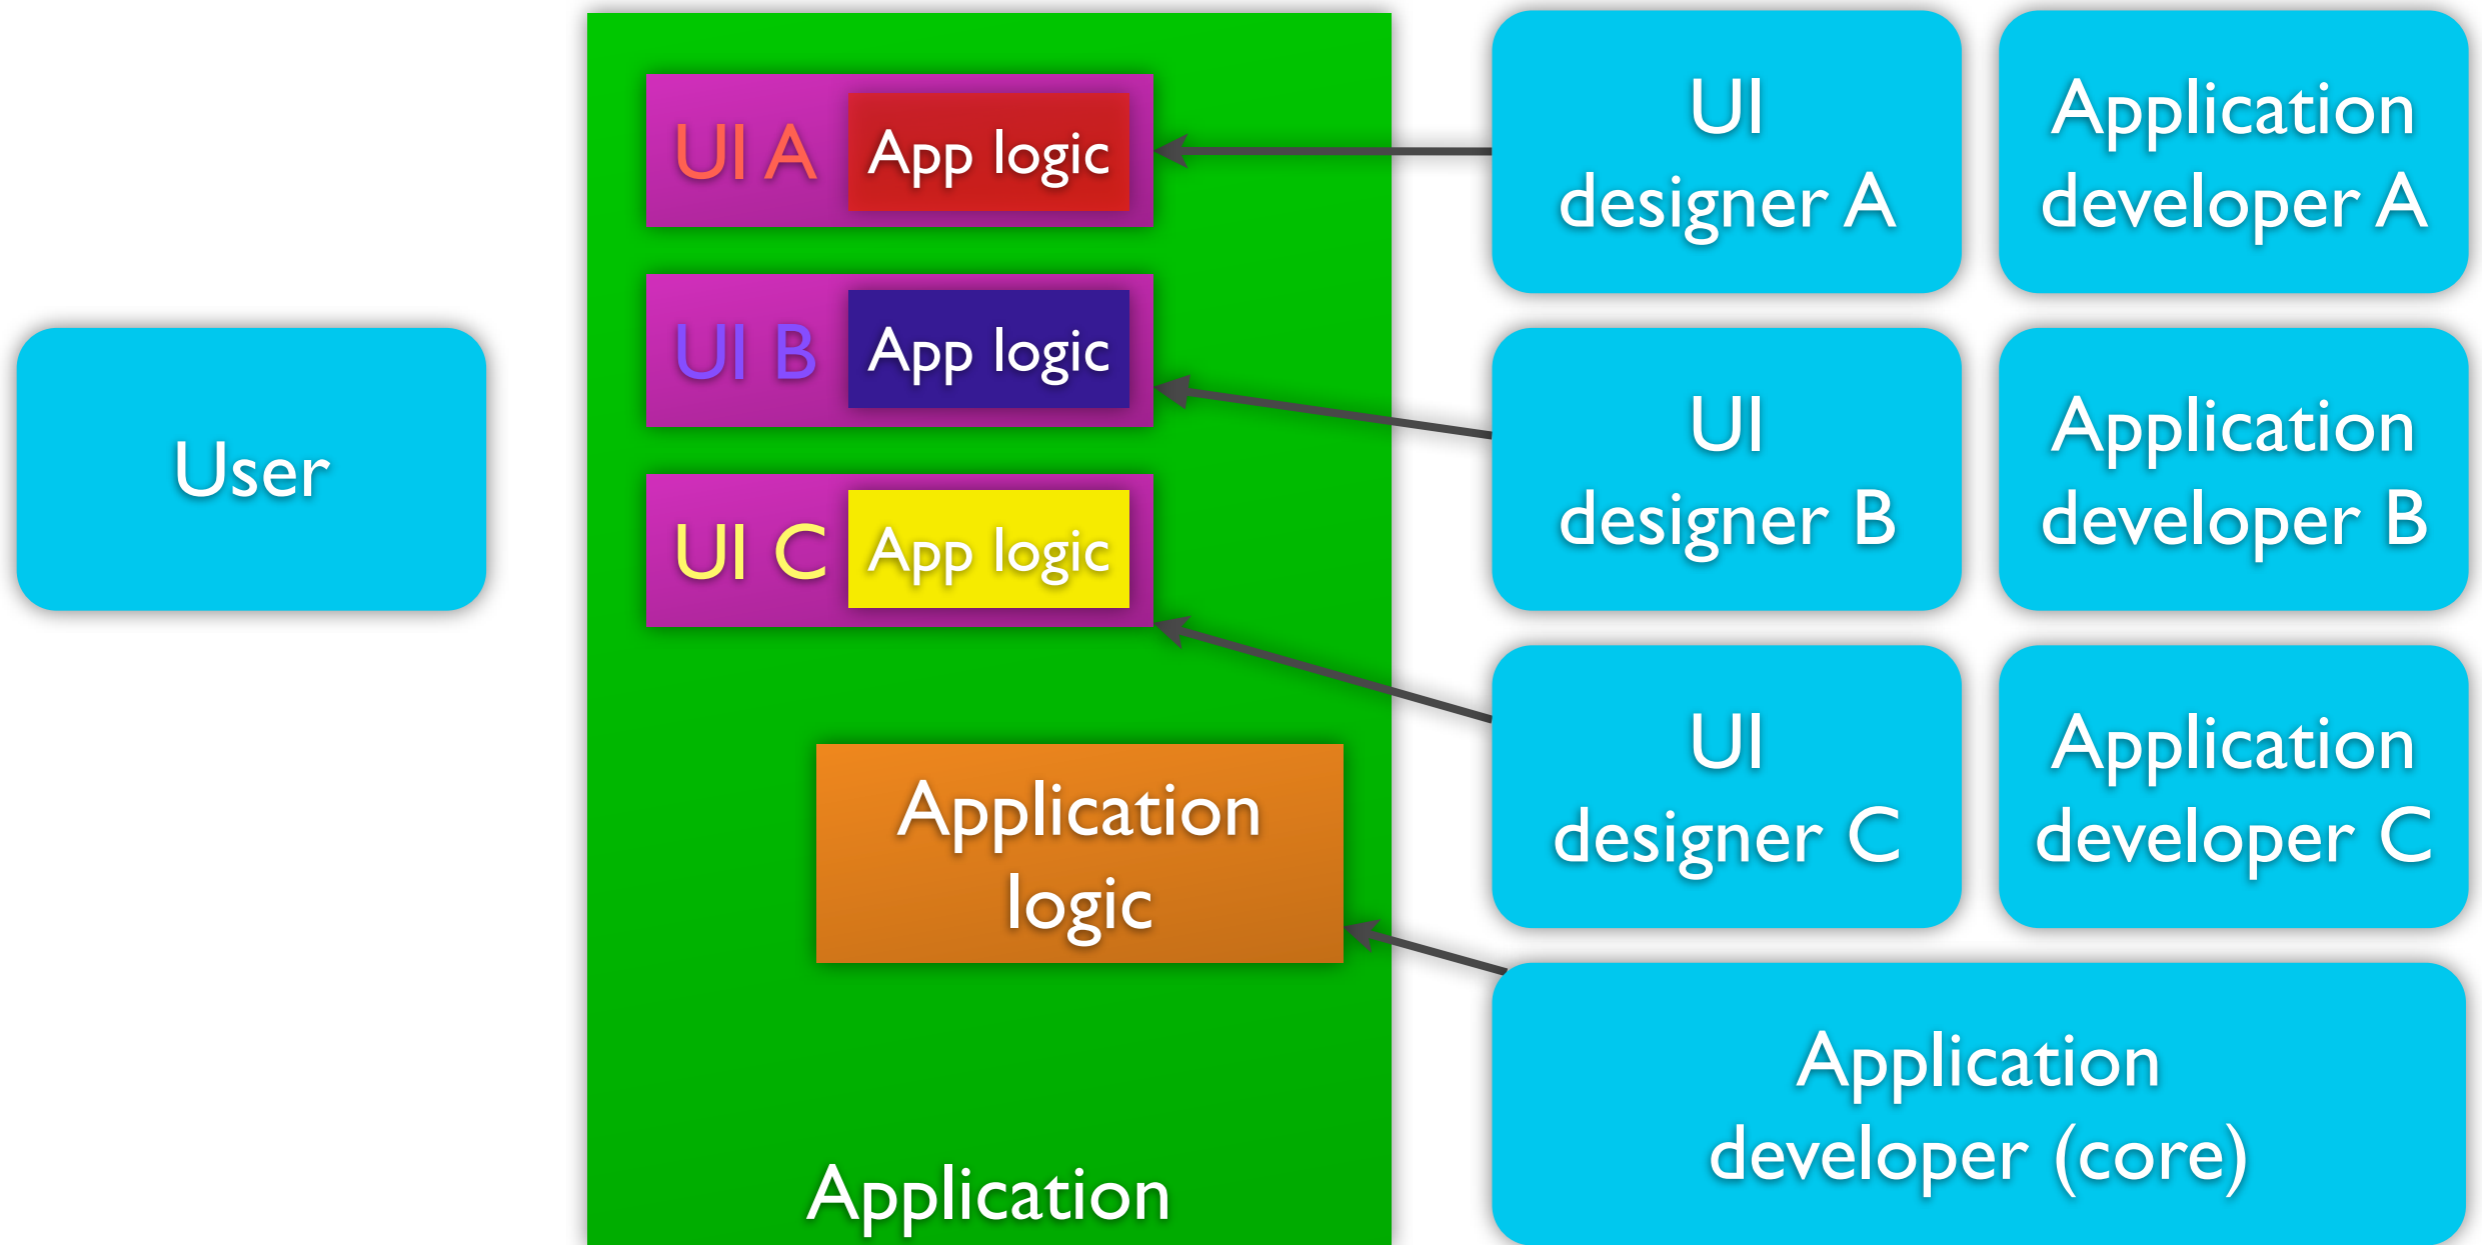 User
UI A
App logic
UI B
App logic
UI C
App logic
Application
logic
Application
UI
designer A
Application
developer A
UI
designer B
Application
developer B
UI
designer C
Application
developer C
Application
developer (core)